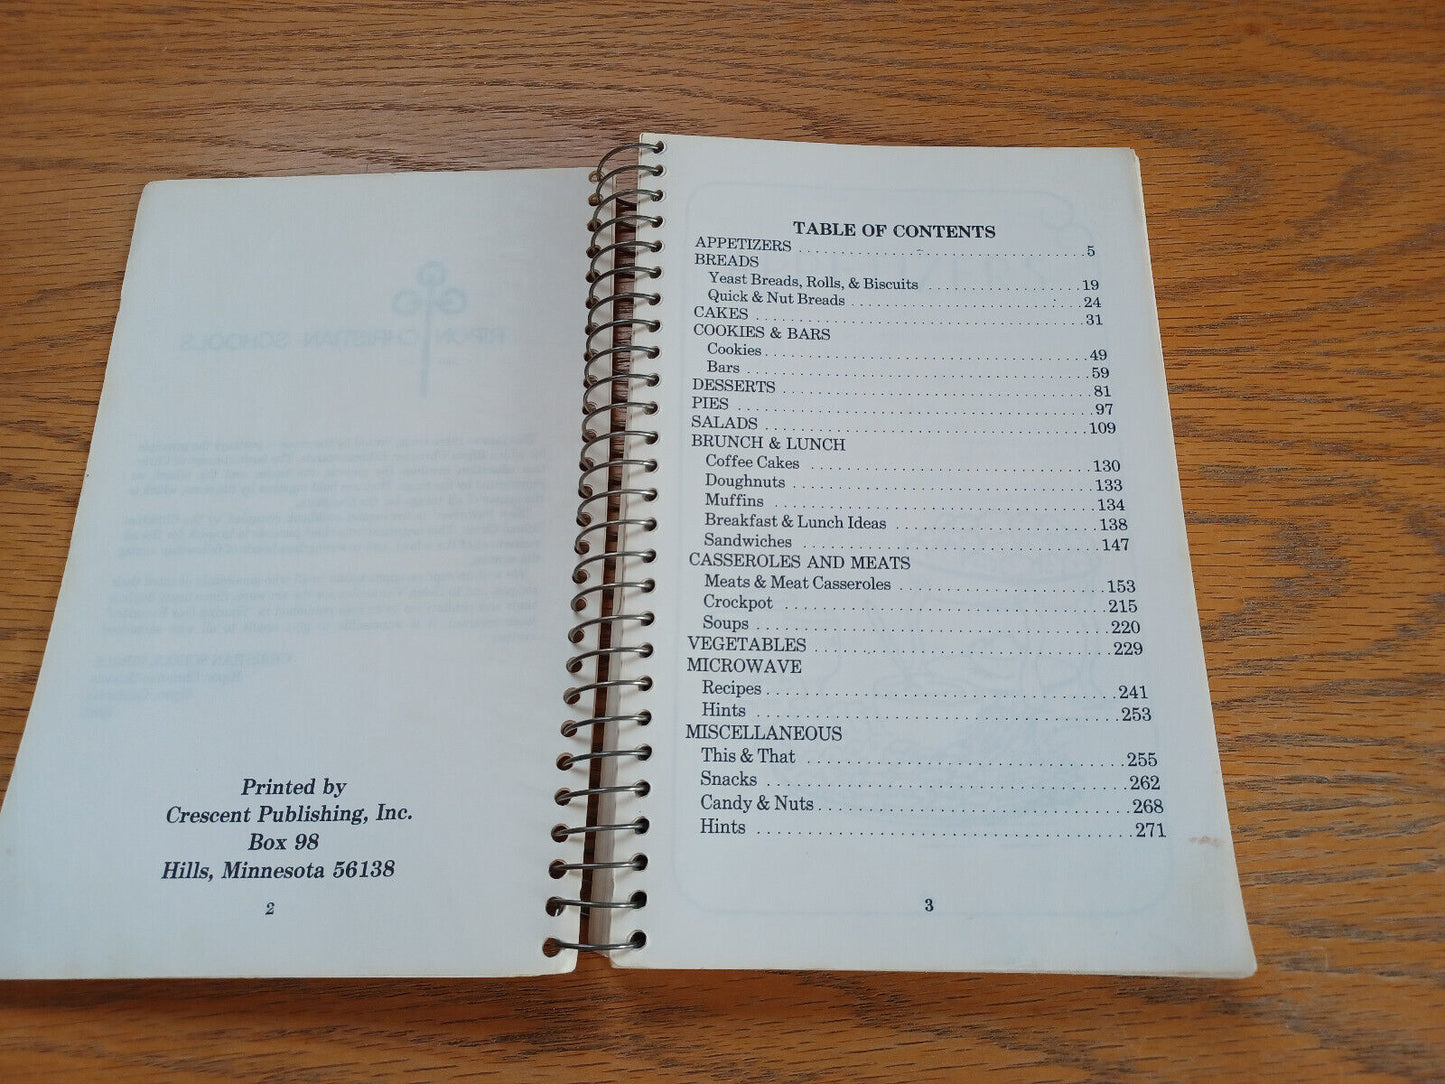 Printed by
Crescent Publishing, Inc.
Box 98
Hills, Minnesota 56138
2
TABLE OF CONTENTS
APPETIZERS . . . . . . . . . . . . . . . . . . . . . . . . . . . . . . . . . . . 5
BREADS
Yeast Breads, Rolls, & Biscuits . . . . . . . . . . . . . . . . . . 19
Quick & Nut Breads . . . . . . . . . . . . . . . . . . . . . . . . . . 24
CAKES . . . . . . . . . . . . . . . . . . . . . . . . . . . . . . . . . . . . 31
COOKIES & BARS
Cookies . . . . . . . . . . . . . . . . . . . . . . . . . . . . . . . . . . . 49
Bars . . . . . . . . . . . . . . . . . . . . . . . . . . . . . . . . . . . . . . 59
DESSERTS . . . . . . . . . . . . . . . . . . . . . . . . . . . . . . . . . 81
PIES . . . . . . . . . . . . . . . . . . . . . . . . . . . . . . . . . . . . . . 97
SALADS . . . . . . . . . . . . . . . . . . . . . . . . . . . . . . . . . . . 109
BRUNCH & LUNCH
Coffee Cakes . . . . . . . . . . . . . . . . . . . . . . . . . . . . . . . 130
Doughnuts . . . . . . . . . . . . . . . . . . . . . . . . . . . . . . . . . 133
Muffins . . . . . . . . . . . . . . . . . . . . . . . . . . . . . . . . . . . . 134
Breakfast & Lunch Ideas . . . . . . . . . . . . . . . . . . . . . . 138
Sandwiches . . . . . . . . . . . . . . . . . . . . . . . . . . . . . . . . 147
CASSEROLES AND MEATS
Meats & Meat Casseroles . . . . . . . . . . . . . . . . . . . . . . 153
Crockpot . . . . . . . . . . . . . . . . . . . . . . . . . . . . . . . . . . . 215
Soups . . . . . . . . . . . . . . . . . . . . . . . . . . . . . . . . . . . . . 220
VEGETABLES . . . . . . . . . . . . . . . . . . . . . . . . . . . . . . . 229
MICROWAVE
Recipes . . . . . . . . . . . . . . . . . . . . . . . . . . . . . . . . . . . . 241
Hints . . . . . . . . . . . . . . . . . . . . . . . . . . . . . . . . . . . . . . 253
MISCELLANEOUS
This & That . . . . . . . . . . . . . . . . . . . . . . . . . . . . . . . . 255
Snacks . . . . . . . . . . . . . . . . . . . . . . . . . . . . . . . . . . . . . 262
Candy & Nuts . . . . . . . . . . . . . . . . . . . . . . . . . . . . . . . 268
Hints . . . . . . . . . . . . . . . . . . . . . . . . . . . . . . . . . . . . . . 271
3
RIPON CHRISTIAN SCHOOLS